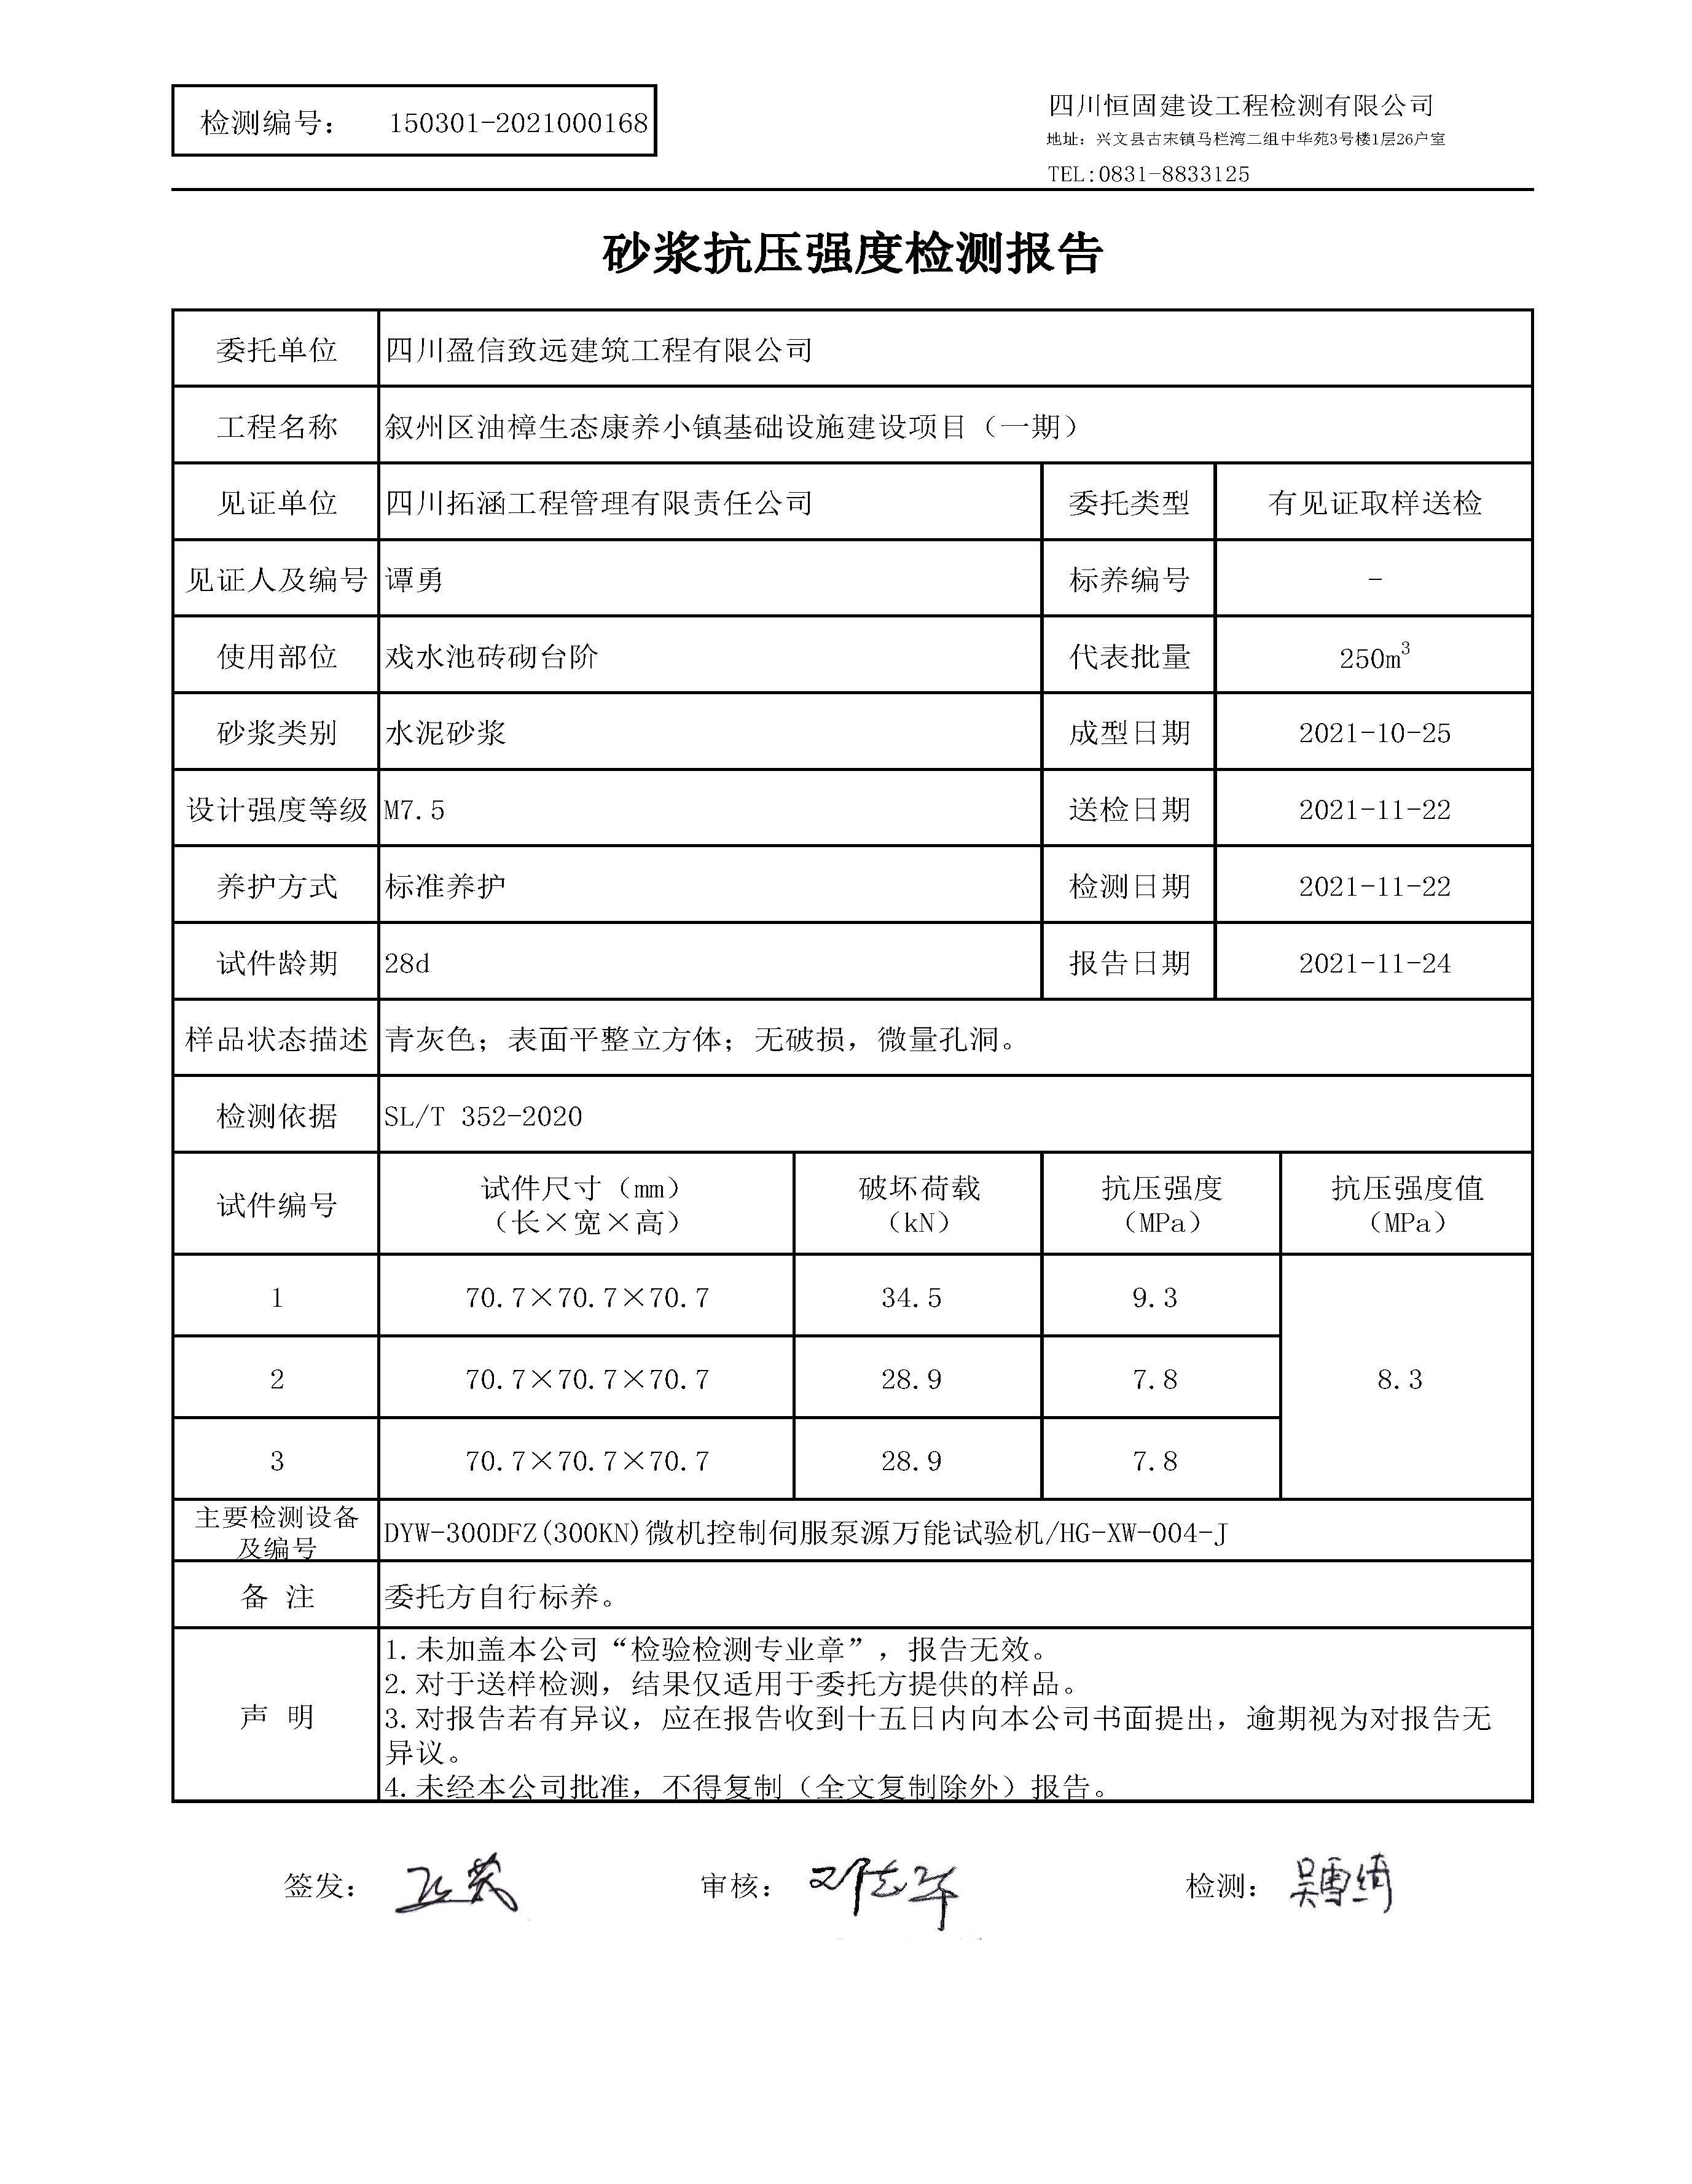 检测编号： 150301-2021000168
四川恒固建设工程检测有限公司
地址：兴文县古宋镇马栏湾二组中华苑3号楼1层26户室
TEL:0831-8833125
砂浆抗压强度检测报告
委托单位 四川盈信致远建筑工程有限公司
工程名称 叙州区油樟生态康养小镇基础设施建设项目（一期）
见证单位 四川拓涵工程管理有限责任公司 委托类型 有见证取样送检
见证人及编号 谭勇 标养编号 -
使用部位 戏水池砖砌台阶 代表批量 250m³
砂浆类别 水泥砂浆 成型日期 2021-10-25
设计强度等级 M7.5 送检日期 2021-11-22
养护方式 标准养护 检测日期 2021-11-22
试件龄期 28d 报告日期 2021-11-24
样品状态描述 青灰色；表面平整立方体；无破损，微量孔洞。
检测依据 SL/T 352-2020
试件编号 试件尺寸（mm） 破坏荷载 抗压强度 抗压强度值
（长×宽×高） （kN） （MPa） （MPa）
1 70.7×70.7×70.7 34.5 9.3
2 70.7×70.7×70.7 28.9 7.8 8.3
3 70.7×70.7×70.7 28.9 7.8
主要检测设备
及编号 DYW-300DFZ(300KN)微机控制伺服泵源万能试验机/HG-XW-004-J
备 注 委托方自行标养。
声 明 1.未加盖本公司“检验检测专业章”，报告无效。
2.对于送样检测，结果仅适用于委托方提供的样品。
3.对报告若有异议，应在报告收到十五日内向本公司书面提出，逾期视为对报告无
异议。
4.未经本公司批准，不得复制（全文复制除外）报告。
签发： 审核： 邓志华 检测： 吴雪绮